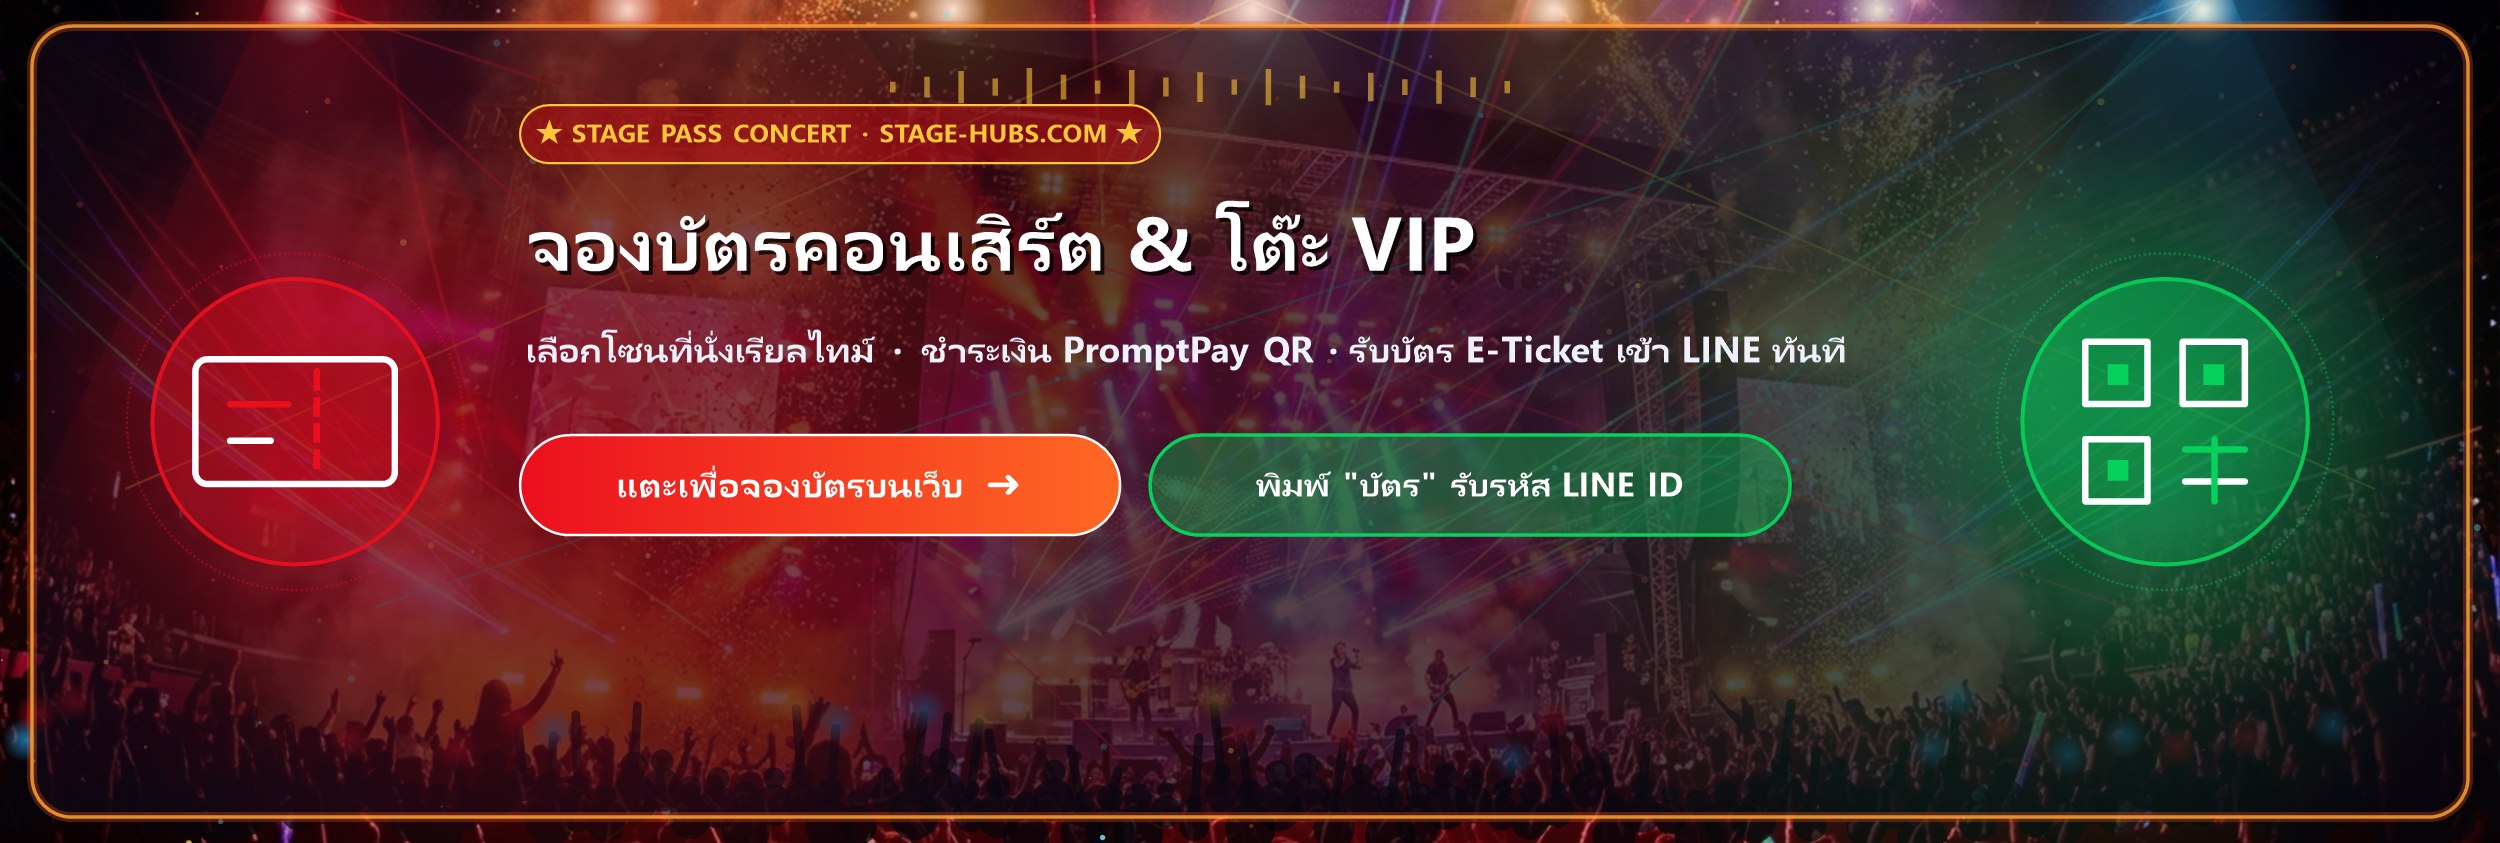 ★ STAGE PASS CONCERT · STAGE-HUBS.COM ★
จองบัตรคอนเสิร์ต & โต๊ะ VIP
เลือกโซนที่นั่งเรียลไทม์ · ชำระเงิน PromptPay QR · รับบัตร E-Ticket เข้า LINE ทันที
แตะเพื่อจองบัตรบนเว็บ →
พิมพ์ "บัตร" รับรหัส LINE ID